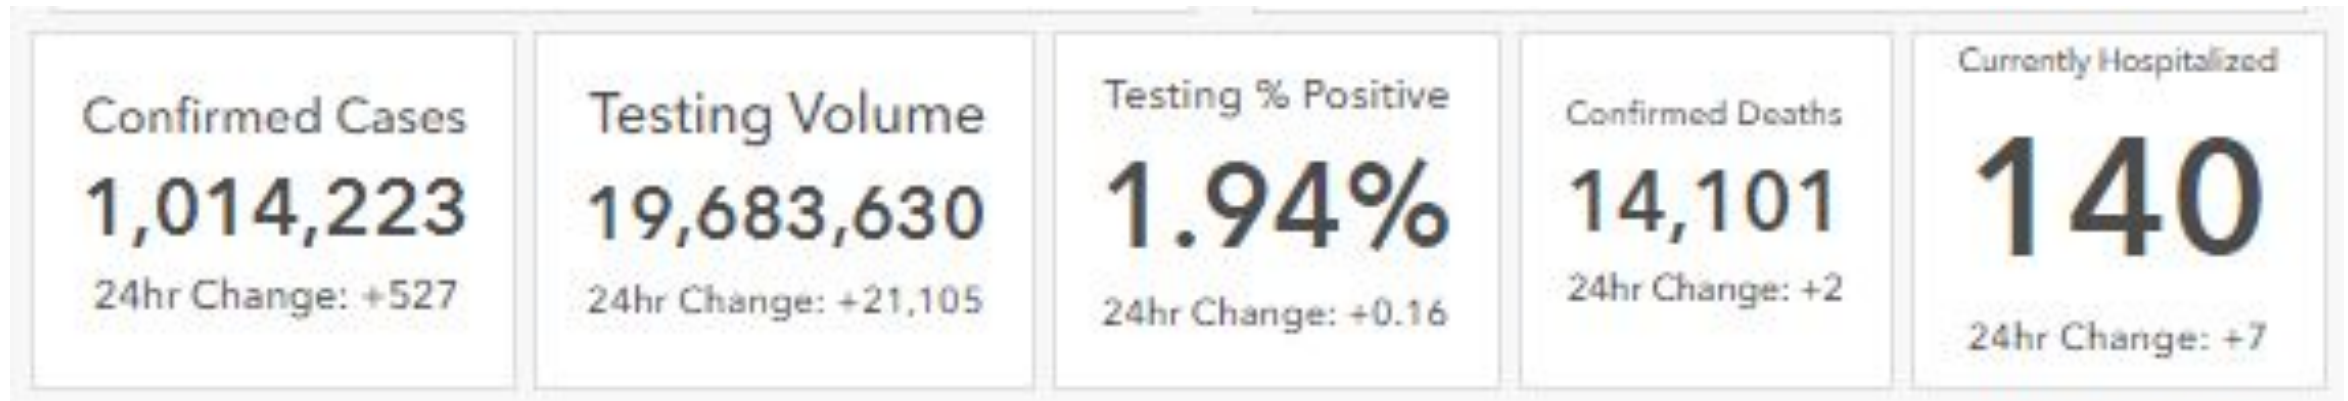 Confirmed Cases
1,014,223
24hr Change: +527
Testing Volume
19,683,630
24hr Change: +21,105
Testing % Positive
1.94%
24hr Change: +0.16
Confirmed Deaths
14,101
24hr Change: +2
Currently Hospitalized
140
24hr Change: +7